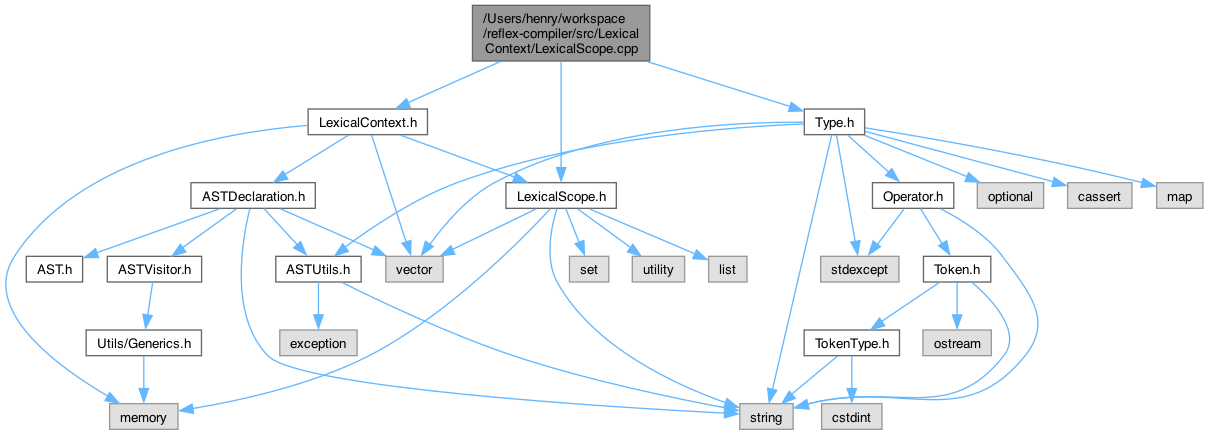 /Users/henry/workspace
/reflex-compiler/src/Lexical
Context/LexicalScope.cpp
LexicalContext.h
Type.h
ASTDeclaration.h
LexicalScope.h
Operator.h
optional
cassert
map
AST.h
ASTVisitor.h
ASTUtils.h
vector
set
utility
list
stdexcept
Token.h
Utils/Generics.h
exception
TokenType.h
ostream
memory
string
cstdint